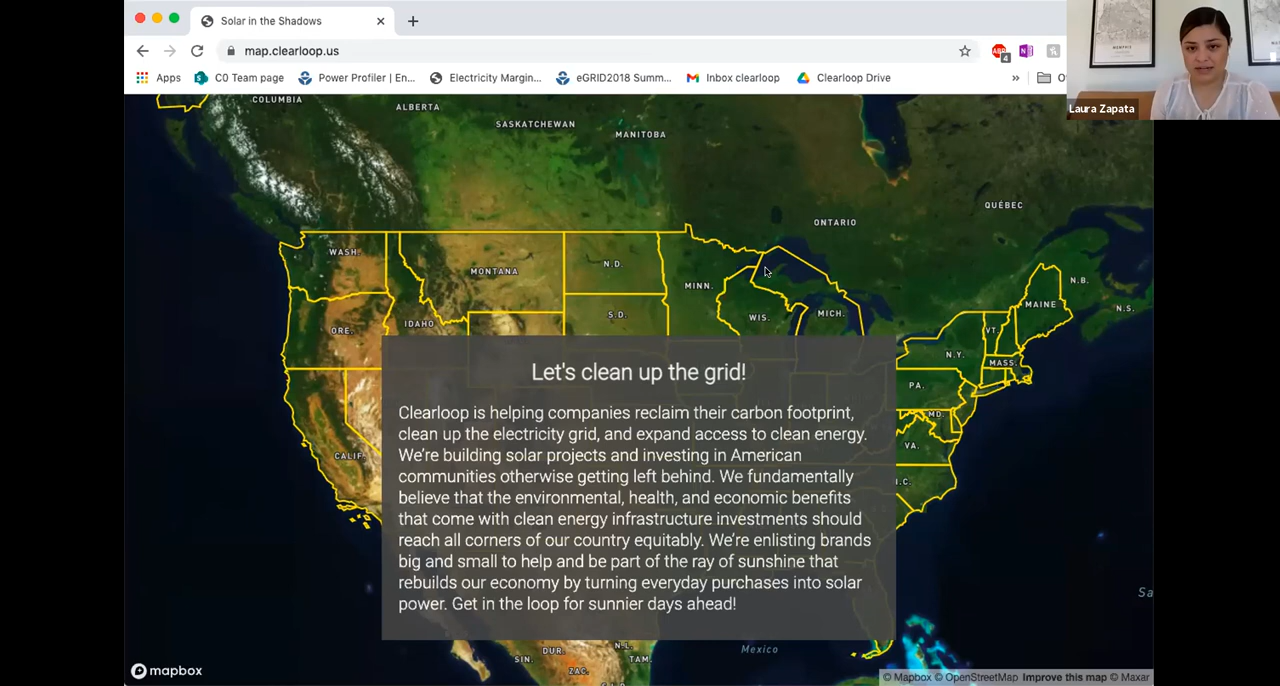 Solar in the Shadows
map.clearloop.us
Apps
C0 Team page
Power Profiler | En...
Electricity Margin...
eGRID2018 Summ...
Inbox clearloop
Clearloop Drive
»
Laura Zapata
MEMPHIS
COLUMBIA
ALBERTA
SASKATCHEWAN
MANITOBA
ONTARIO
QUÉBEC
WASH.
MONTANA
N.D.
MINN.
N.B.
MAINE
N.S.
ORE.
IDAHO
S.D.
WIS.
MICH.
VT.
N.Y.
MASS.
PA.
MD.
VA.
CALIF.
Let's clean up the grid!
Clearloop is helping companies reclaim their carbon footprint,
clean up the electricity grid, and expand access to clean energy.
We're building solar projects and investing in American
communities otherwise getting left behind. We fundamentally
believe that the environmental, health, and economic benefits
that come with clean energy infrastructure investments should
reach all corners of our country equitably. We're enlisting brands
big and small to help and be part of the ray of sunshine that
rebuilds our economy by turning everyday purchases into solar
power. Get in the loop for sunnier days ahead!
Mexico
SIN.
DUR.
ZAC.
N.L.
TAM.
mapbox
© Mapbox © OpenStreetMap Improve this map © Maxar